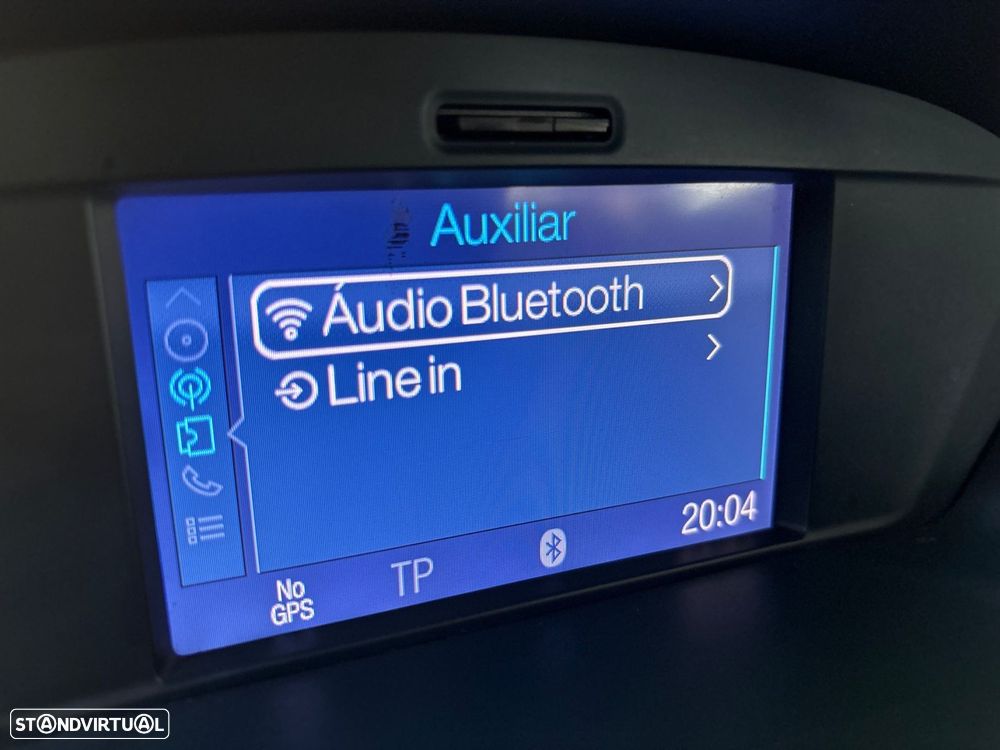 Auxiliar
Áudio Bluetooth
Line in
20:04
No
GPS
TP
STANDVIRTUAL